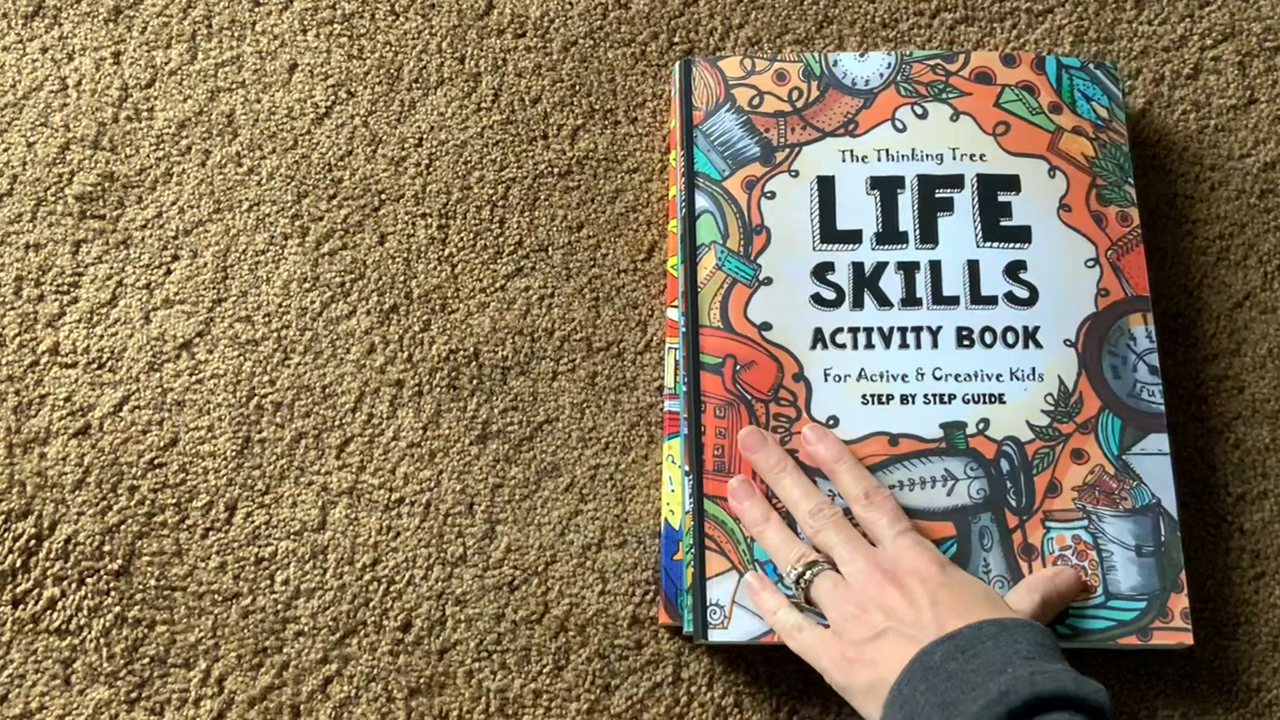 The Thinking Tree
LIFE
SKILLS
ACTIVITY BOOK
For Active & Creative Kids
STEP BY STEP GUIDE